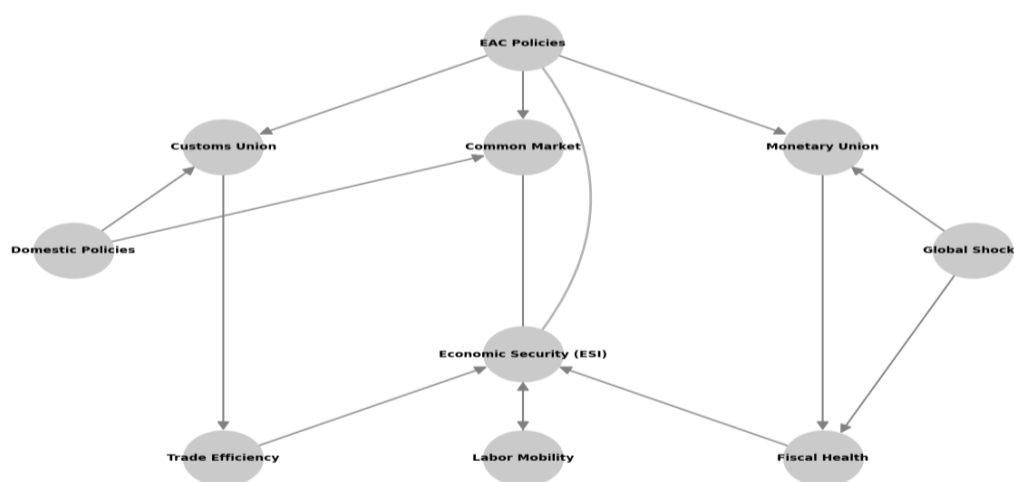 EAC Policies
Customs Union
Common Market
Monetary Union
Domestic Policies
Global Shock
Economic Security (ESI)
Trade Efficiency
Labor Mobility
Fiscal Health